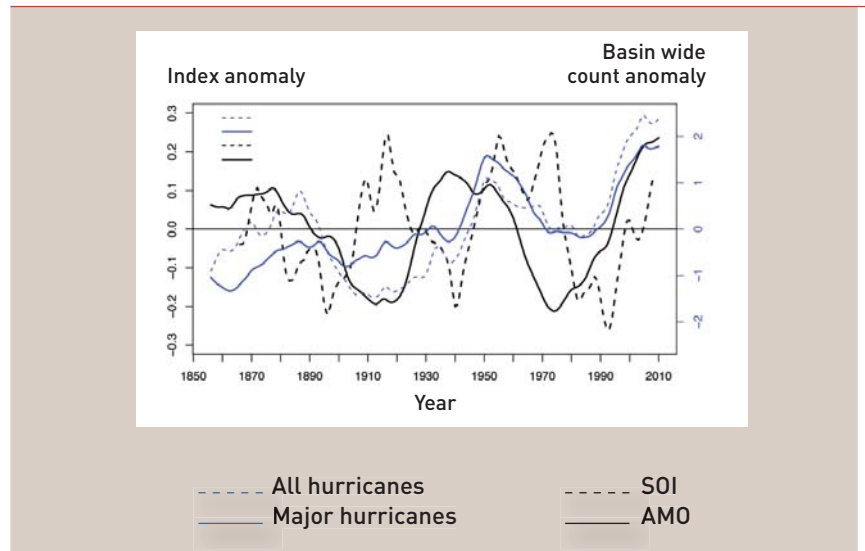 Index anomaly
Basin wide
count anomaly
0.3
0.2
0.1
0.0
−0.1
−0.2
−0.3
2
1
0
−1
−2
1850 1870 1890 1910 1930 1950 1970 1990 2010
Year
All hurricanes
Major hurricanes
SOI
AMO